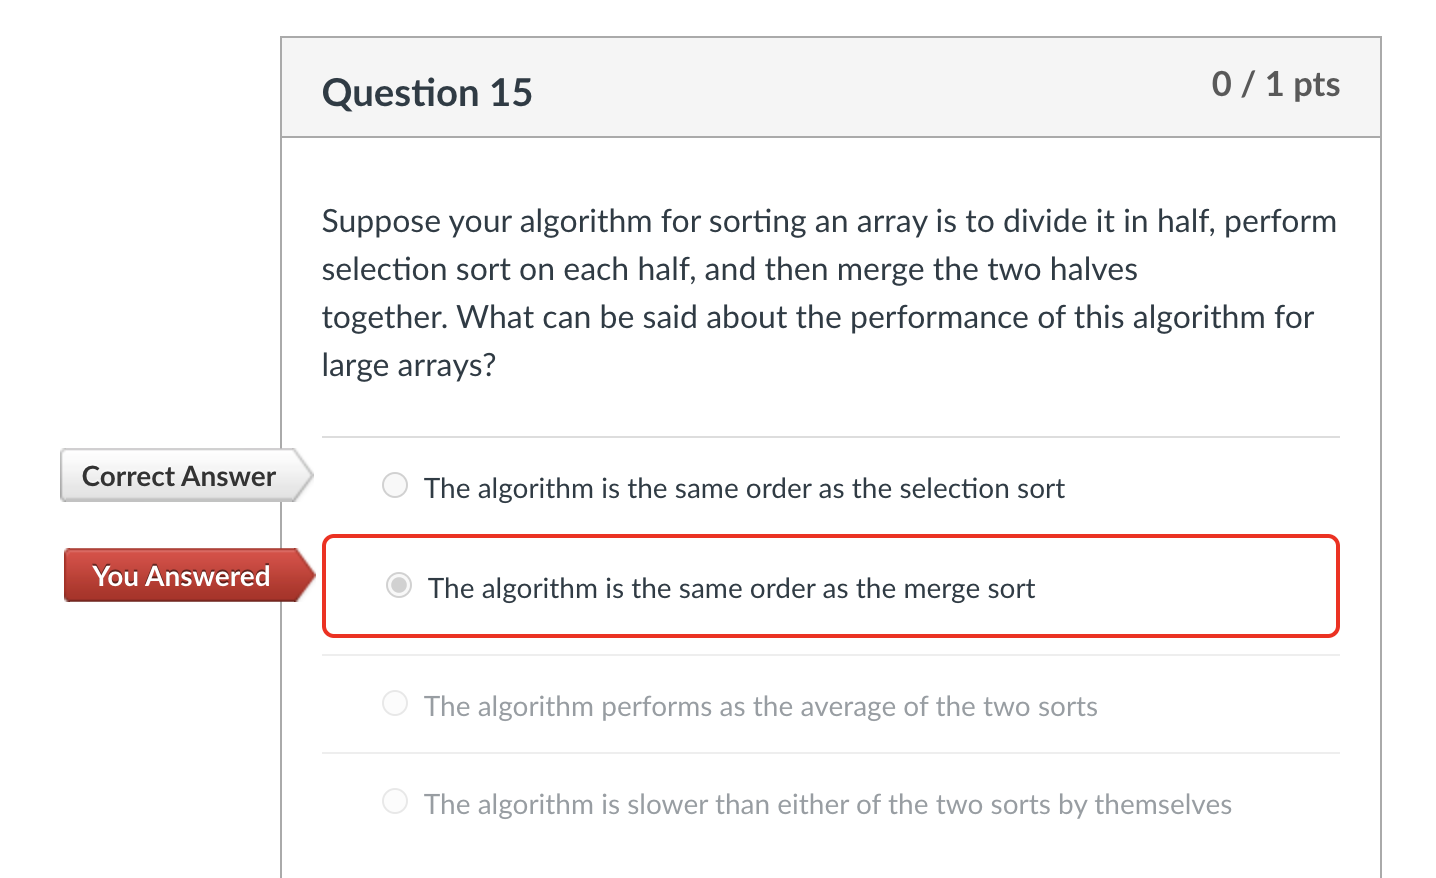 Question 15
0 / 1 pts
Suppose your algorithm for sorting an array is to divide it in half, perform
selection sort on each half, and then merge the two halves
together. What can be said about the performance of this algorithm for
large arrays?
Correct Answer
The algorithm is the same order as the selection sort
You Answered
The algorithm is the same order as the merge sort
The algorithm performs as the average of the two sorts
The algorithm is slower than either of the two sorts by themselves